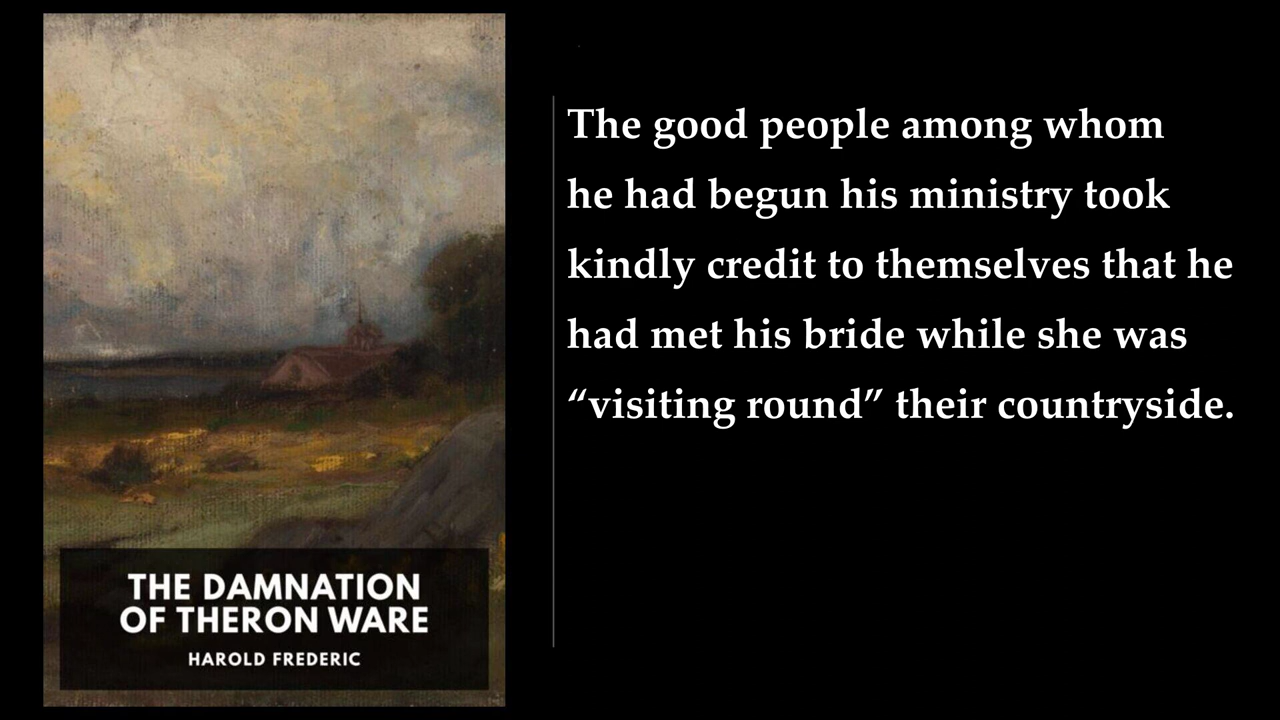 THE DAMNATION
OF THERON WARE
HAROLD FREDERIC
The good people among whom
he had begun his ministry took
kindly credit to themselves that he
had met his bride while she was
“visiting round” their countryside.